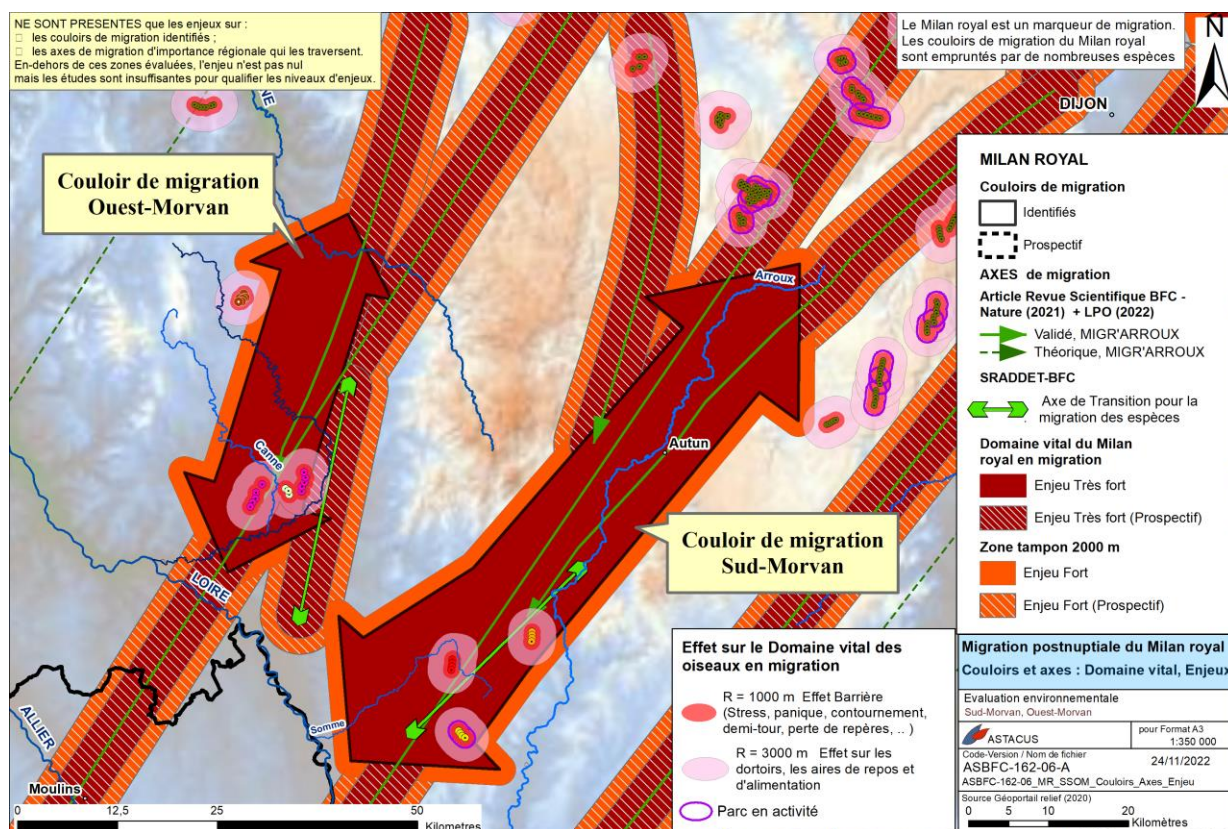 NE SONT PRESENTES que les enjeux sur :
□ les couloirs de migration identifiés ;
□ les axes de migration d'importance régionale qui les traversent.
En-dehors de ces zones évaluées, l'enjeu n'est pas nul
mais les études sont insuffisantes pour qualifier les niveaux d'enjeux.
Le Milan royal est un marqueur de migration.
Les couloirs de migration du Milan royal
sont empruntés par de nombreuses espèces
N
DIJON
Couloir de migration
Ouest-Morvan
Arroux
Canne
Autun
Couloir de migration
Sud-Morvan
LOIRE
Somme
ALLIER
Moulins
0 12,5 25 50
Kilometres
MILAN ROYAL
Couloirs de migration
Identifiés
Prospectif
AXES de migration
Article Revue Scientifique BFC -
Nature (2021) + LPO (2022)
Validé, MIGR'ARROUX
Théorique, MIGR'ARROUX
SRADDET-BFC
Axe de Transition pour la
migration des espèces
Domaine vital du Milan
royal en migration
Enjeu Très fort
Enjeu Très fort (Prospectif)
Zone tampon 2000 m
Enjeu Fort
Enjeu Fort (Prospectif)
Effet sur le Domaine vital des
oiseaux en migration
R = 1000 m Effet Barrière
(Stress, panique, contournement,
demi-tour, perte de repères, .. )
R = 3000 m Effet sur les
dortoirs, les aires de repos et
d'alimentation
Parc en activité
Migration postnuptiale du Milan royal
Couloirs et axes : Domaine vital, Enjeux
Evaluation environnementale
Sud-Morvan, Ouest-Morvan
ASTACUS
pour Format A3
1:350 000
Code-Version / Nom de fichier
ASBFC-162-06-A
24/11/2022
ASBFC-162-06_MR_SSOM_Couloirs_Axes_Enjeu
Source Géoportail relief (2020)
0 5 10 20
Kilomètres